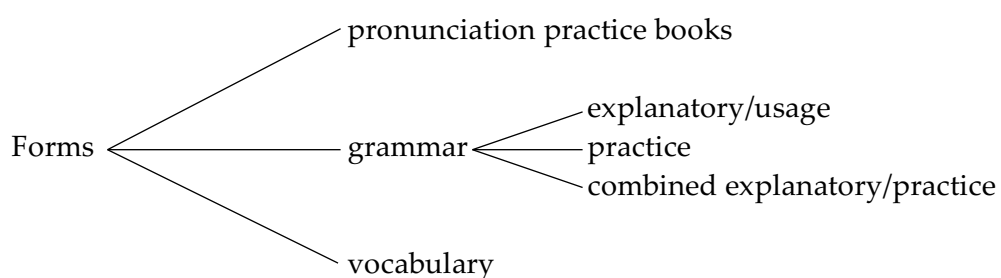 pronunciation practice books
explanatory/usage
Forms grammar practice
combined explanatory/practice
vocabulary